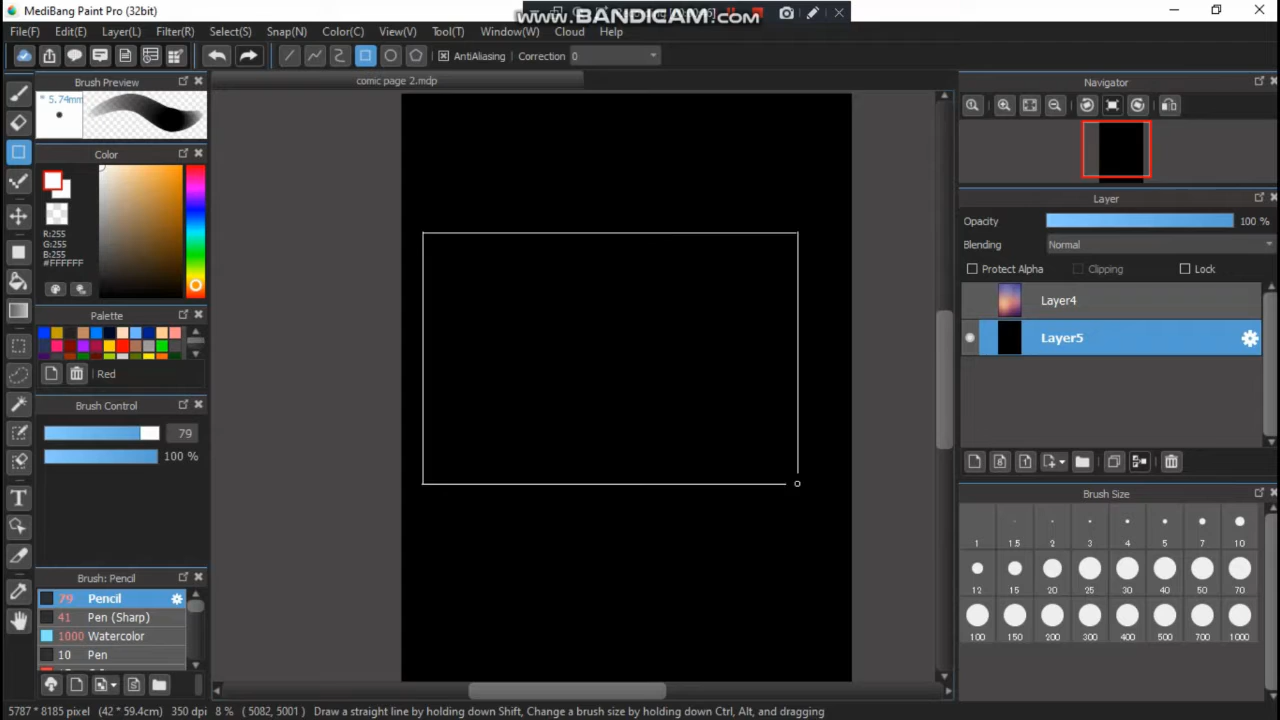 MediBang Paint Pro (32bit)
www.BANDICAM.com
File(F) Edit(E) Layer(L) Filter(R) Select(S) Snap(N) Color(C) View(V) Tool(T) Window(W) Cloud Help
AntiAliasing Correction 0
Brush Preview
comic page 2.mdp
Navigator
* 5.74mm
Color
R:255
G:255
B:255
#FFFFFF
Palette
Red
Brush Control
79
100 %
Brush: Pencil
79 Pencil
41 Pen (Sharp)
1000 Watercolor
10 Pen
Layer
Opacity 100 %
Blending Normal
Protect Alpha Clipping Lock
Layer4
Layer5
Brush Size
1 1.5 2 3 4 5 7 10
12 15 20 25 30 40 50 70
100 150 200 300 400 500 700 1000
5787 * 8185 pixel (42 * 59.4cm) 350 dpi 8 % (5082, 5001) Draw a straight line by holding down Shift, Change a brush size by holding down Ctrl, Alt, and dragging